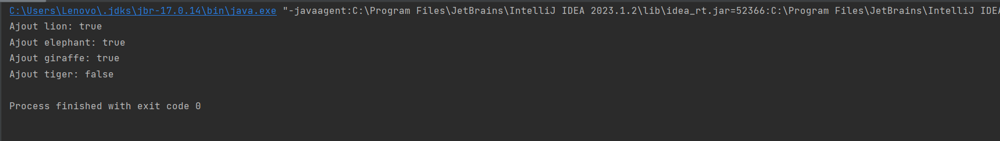 C:\Users\Lenovo\.jdks\jbr-17.0.14\bin\java.exe "-javaagent:C:\Program Files\JetBrains\IntelliJ IDEA 2023.1.2\lib\idea_rt.jar=52366:C:\Program Files\JetBrains\IntelliJ IDEA
Ajout lion: true
Ajout elephant: true
Ajout giraffe: true
Ajout tiger: false
Process finished with exit code 0